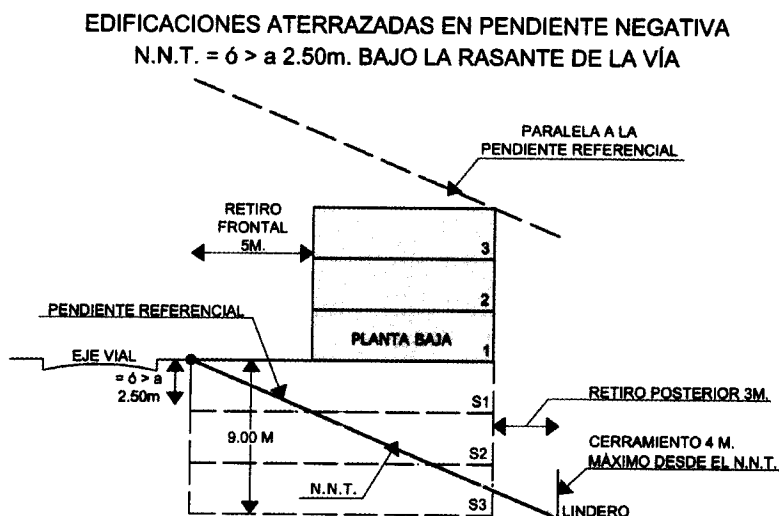 EDIFICACIONES ATERRAZADAS EN PENDIENTE NEGATIVA
N.N.T. = ó > a 2.50m. BAJO LA RASANTE DE LA VÍA
PARALELA A LA
PENDIENTE REFERENCIAL
RETIRO
FRONTAL
5M.
3
2
PENDIENTE REFERENCIAL
PLANTA BAJA
1
EJE VIAL
= ó > a
2.50m
S1
RETIRO POSTERIOR 3M.
9.00 M
S2
CERRAMIENTO 4 M.
MÁXIMO DESDE EL N.N.T.
N.N.T.
S3
LINDERO